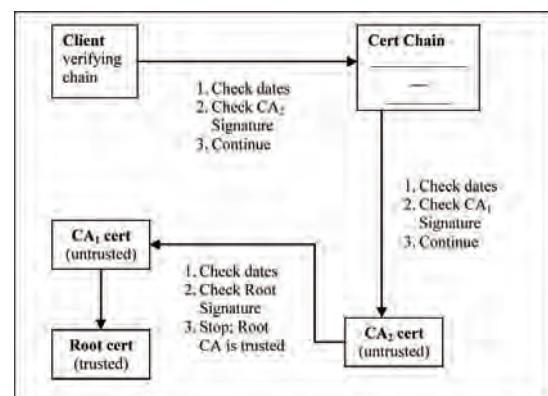 Client
verifying
chain
Cert Chain
1. Check dates
2. Check CA₂
Signature
3. Continue
1. Check dates
2. Check CA₁
Signature
3. Continue
CA₁ cert
(untrusted)
1. Check dates
2. Check Root
Signature
3. Stop; Root
CA is trusted
Root cert
(trusted)
CA₂ cert
(untrusted)